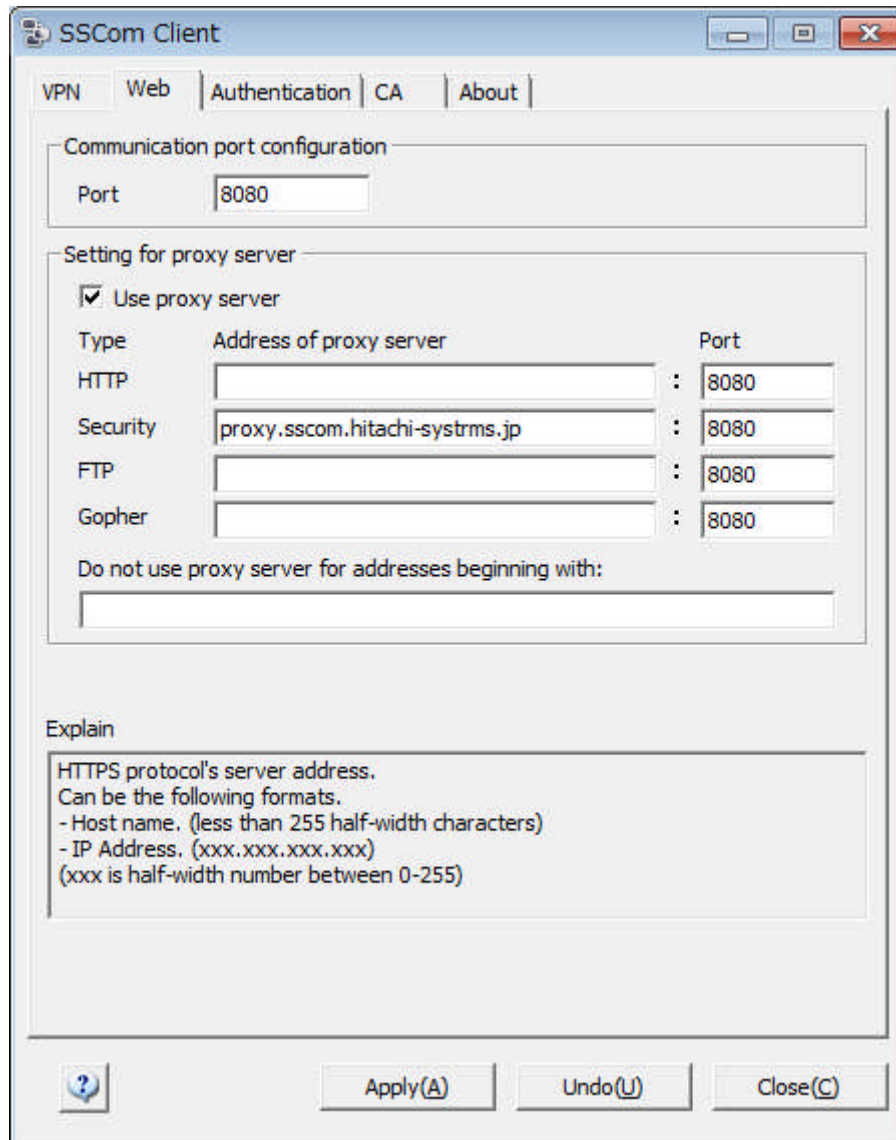 SSCom Client
VPN Web Authentication CA About
Communication port configuration
Port 8080
Setting for proxy server
Use proxy server
Type Address of proxy server Port
HTTP : 8080
Security proxy.sscom.hitachi-systrms.jp : 8080
FTP : 8080
Gopher : 8080
Do not use proxy server for addresses beginning with:
Explain
HTTPS protocol's server address.
Can be the following formats.
- Host name. (less than 255 half-width characters)
- IP Address. (xxx.xxx.xxx.xxx)
(xxx is half-width number between 0-255)
? Apply(A) Undo(U) Close(C)